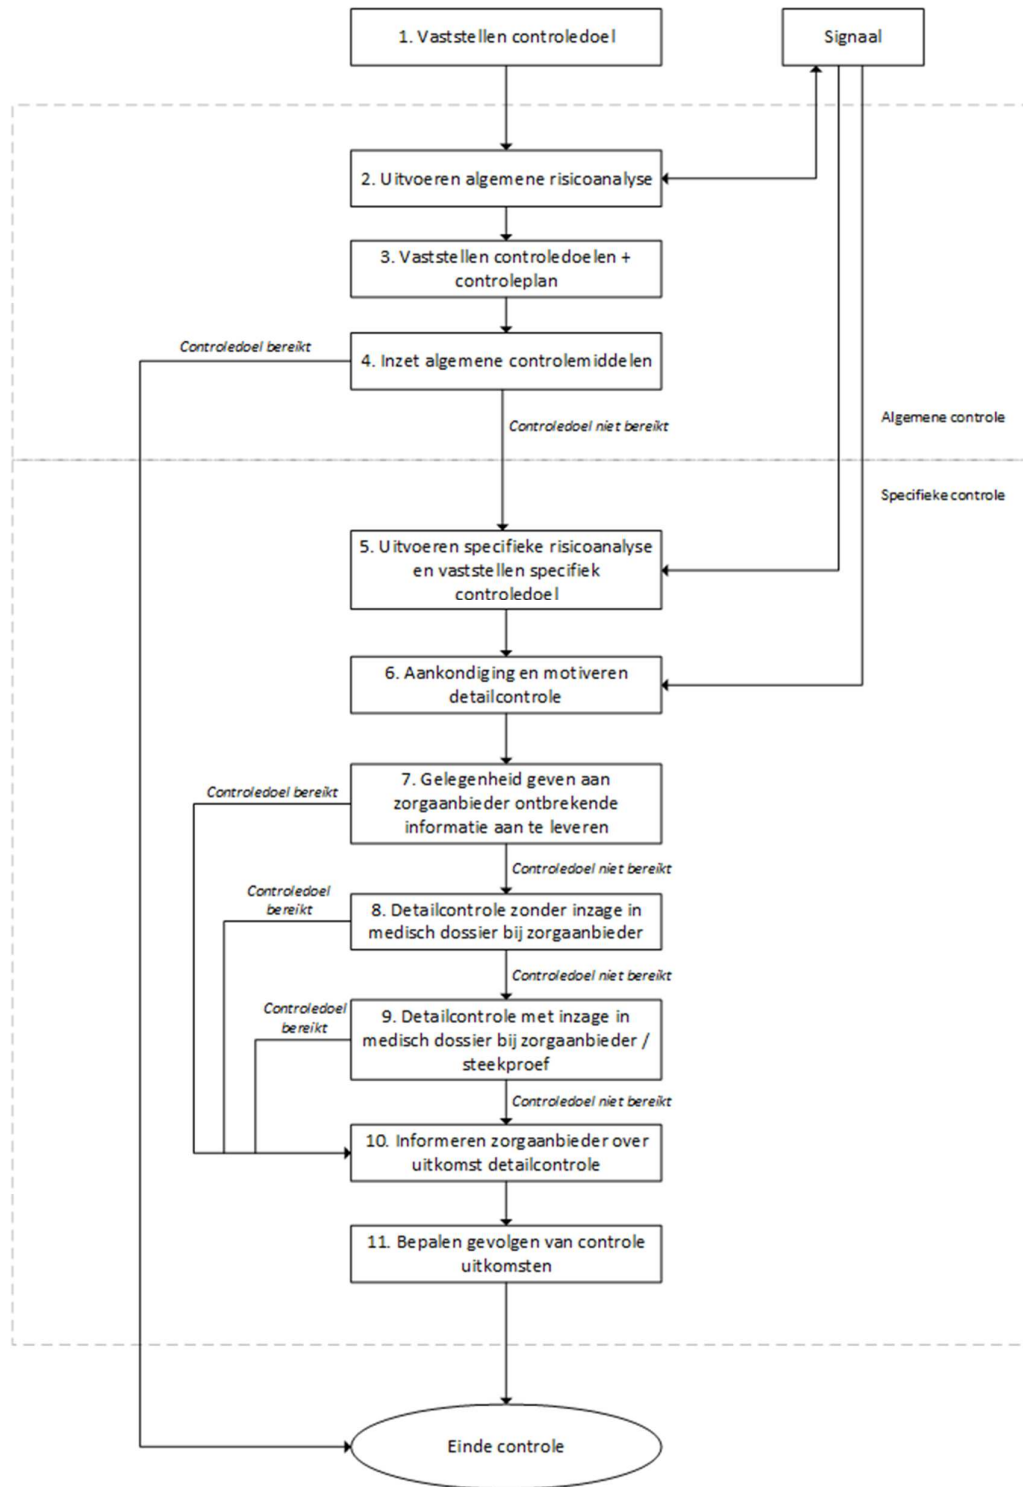 1. Vaststellen controledoel
Signaal
2. Uitvoeren algemene risicoanalyse
3. Vaststellen controledoelen +
controleplan
Controledoel bereikt
4. Inzet algemene controlemiddelen
Controledoel niet bereikt
Algemene controle
Specifieke controle
5. Uitvoeren specifieke risicoanalyse
en vaststellen specifiek
controledoel
6. Aankondiging en motiveren
detailcontrole
7. Gelegenheid geven aan
zorgaanbieder ontbrekende
informatie aan te leveren
Controledoel bereikt
Controledoel niet bereikt
Controledoel
bereikt
8. Detailcontrole zonder inzage in
medisch dossier bij zorgaanbieder
Controledoel niet bereikt
Controledoel
bereikt
9. Detailcontrole met inzage in
medisch dossier bij zorgaanbieder /
steekproef
Controledoel niet bereikt
10. Informeren zorgaanbieder over
uitkomst detailcontrole
11. Bepalen gevolgen van controle
uitkomsten
Einde controle